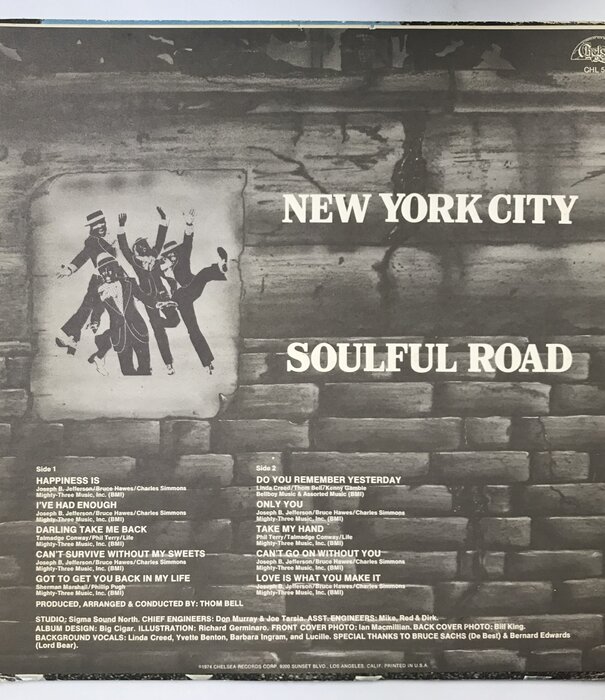 Chelsea
CHL 5
NEW YORK CITY
SOULFUL ROAD
Side 1
HAPPINESS IS
Joseph B. Jefferson/Bruce Hawes/Charles Simmons
Mighty-Three Music, Inc. (BMI)
I'VE HAD ENOUGH
Joseph B. Jefferson/Bruce Hawes/Charles Simmons
Mighty-Three Music, Inc. (BMI)
DARLING TAKE ME BACK
Talmadge Conway/Phil Terry/Life
Mighty-Three Music, Inc. (BMI)
CAN'T SURVIVE WITHOUT MY SWEETS
Joseph B. Jefferson/Bruce Hawes/Charles Simmons
Mighty-Three Music, Inc. (BMI)
GOT TO GET YOU BACK IN MY LIFE
Sherman Marshall/Phillip Pugh
Mighty-Three Music, Inc. (BMI)
Side 2
DO YOU REMEMBER YESTERDAY
Linda Creed/Thom Bell/Kenny Gamble
Bellboy Music & Assorted Music (BMI)
ONLY YOU
Joseph B. Jefferson/Bruce Hawes/Charles Simmons
Mighty-Three Music, Inc. (BMI)
TAKE MY HAND
Phil Terry/Talmadge Conway/Life
Mighty-Three Music, Inc. (BMI)
CAN'T GO ON WITHOUT YOU
Joseph B. Jefferson/Bruce Hawes/Charles Simmons
Mighty-Three Music, Inc. (BMI)
LOVE IS WHAT YOU MAKE IT
Joseph B. Jefferson/Bruce Hawes/Charles Simmons
Mighty-Three Music, Inc. (BMI)
PRODUCED, ARRANGED & CONDUCTED BY: THOM BELL
STUDIO: Sigma Sound North. CHIEF ENGINEERS: Don Murray & Joe Tarsia. ASST. ENGINEERS: Mike, Red & Dirk.
ALBUM DESIGN: Big Cigar. ILLUSTRATION: Richard Germinaro. FRONT COVER PHOTO: Ian Macmillian. BACK COVER PHOTO: Bill King.
BACKGROUND VOCALS: Linda Creed, Yvette Benton, Barbara Ingram, and Lucille. SPECIAL THANKS TO BRUCE SACHS (De Best) & Bernard Edwards
(Lord Bear).
©1974 CHELSEA RECORDS CORP. 9200 SUNSET BLVD., LOS ANGELES, CALIF. PRINTED IN U.S.A.